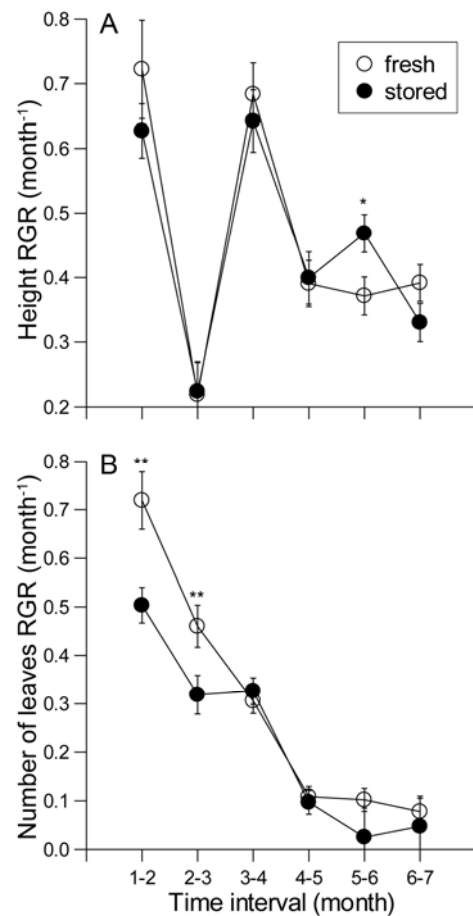 A
fresh
stored
0.8
0.7
0.6
0.5
0.4
0.3
0.2
Height RGR (month⁻¹)
*
B
**
**
0.8
0.7
0.6
0.5
0.4
0.3
0.2
0.1
0.0
Number of leaves RGR (month⁻¹)
1-2 2-3 3-4 4-5 5-6 6-7
Time interval (month)